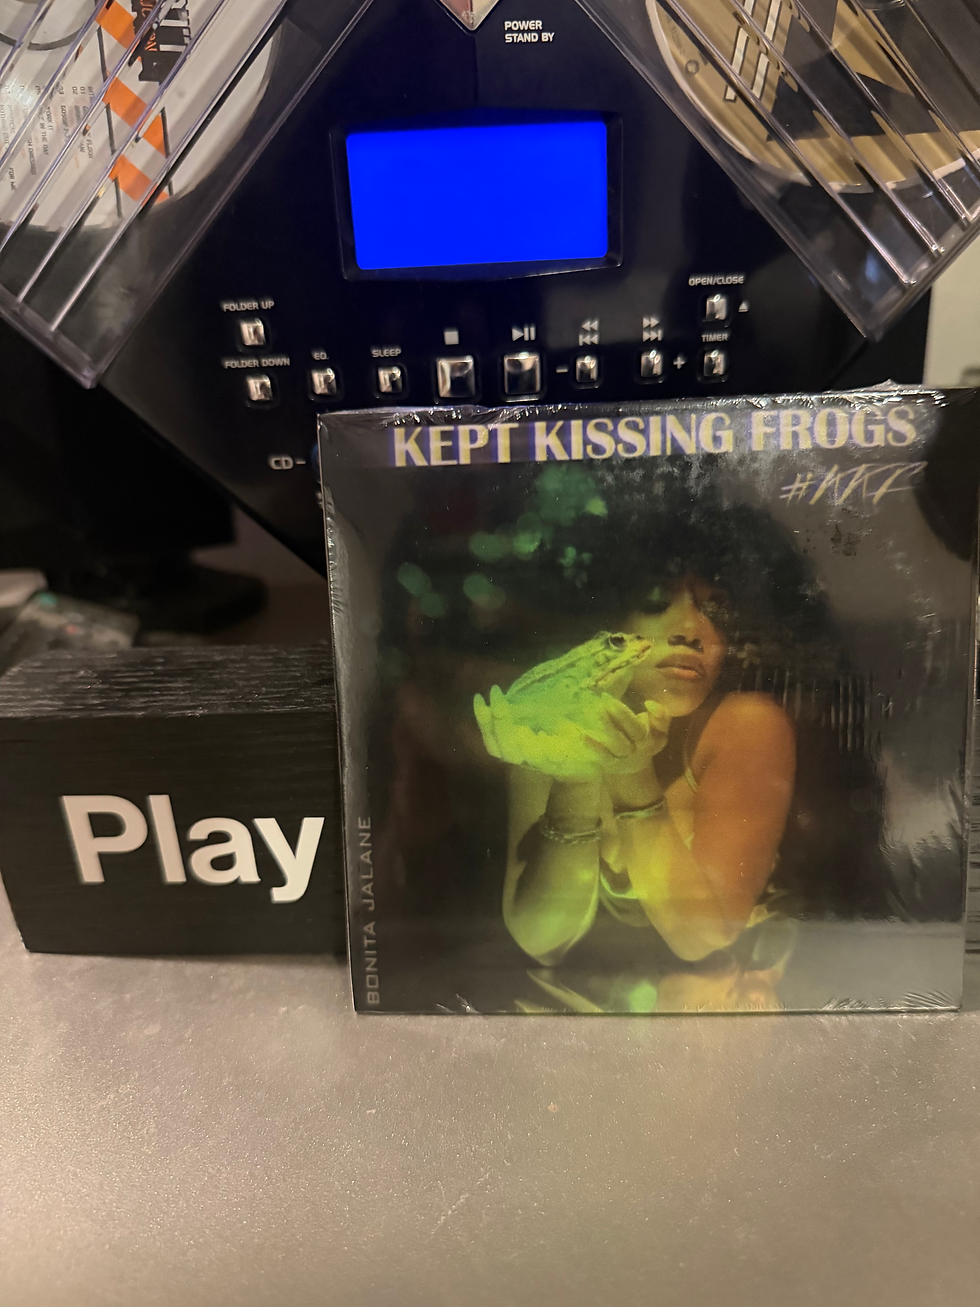 POWER
STAND BY
OPEN/CLOSE
FOLDER UP
TIMER
FOLDER DOWN
EQ.
SLEEP
CD
KEPT KISSING FROGS
#KKF
BONITA JALANE
Play